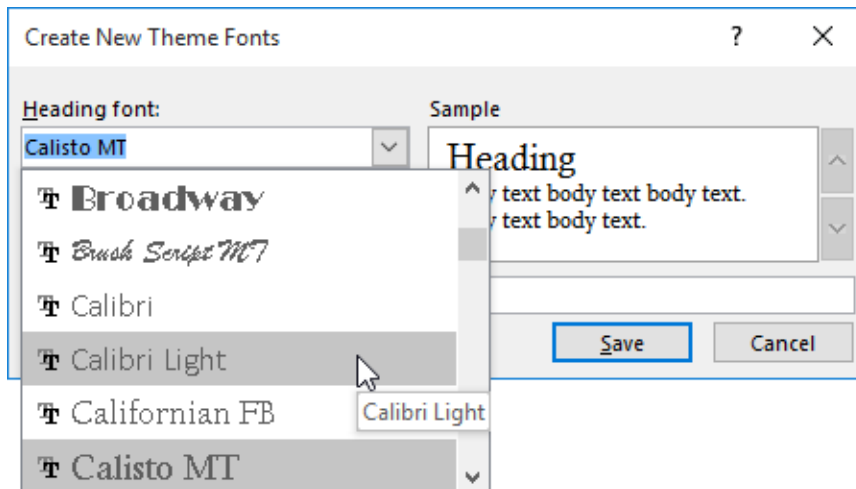 Create New Theme Fonts
Heading font:
Sample
Calisto MT
Heading
text body text body text.
text body text.
Broadway
Brush Script MT
Calibri
Calibri Light
Californian FB
Calibri Light
Calisto MT
Save
Cancel